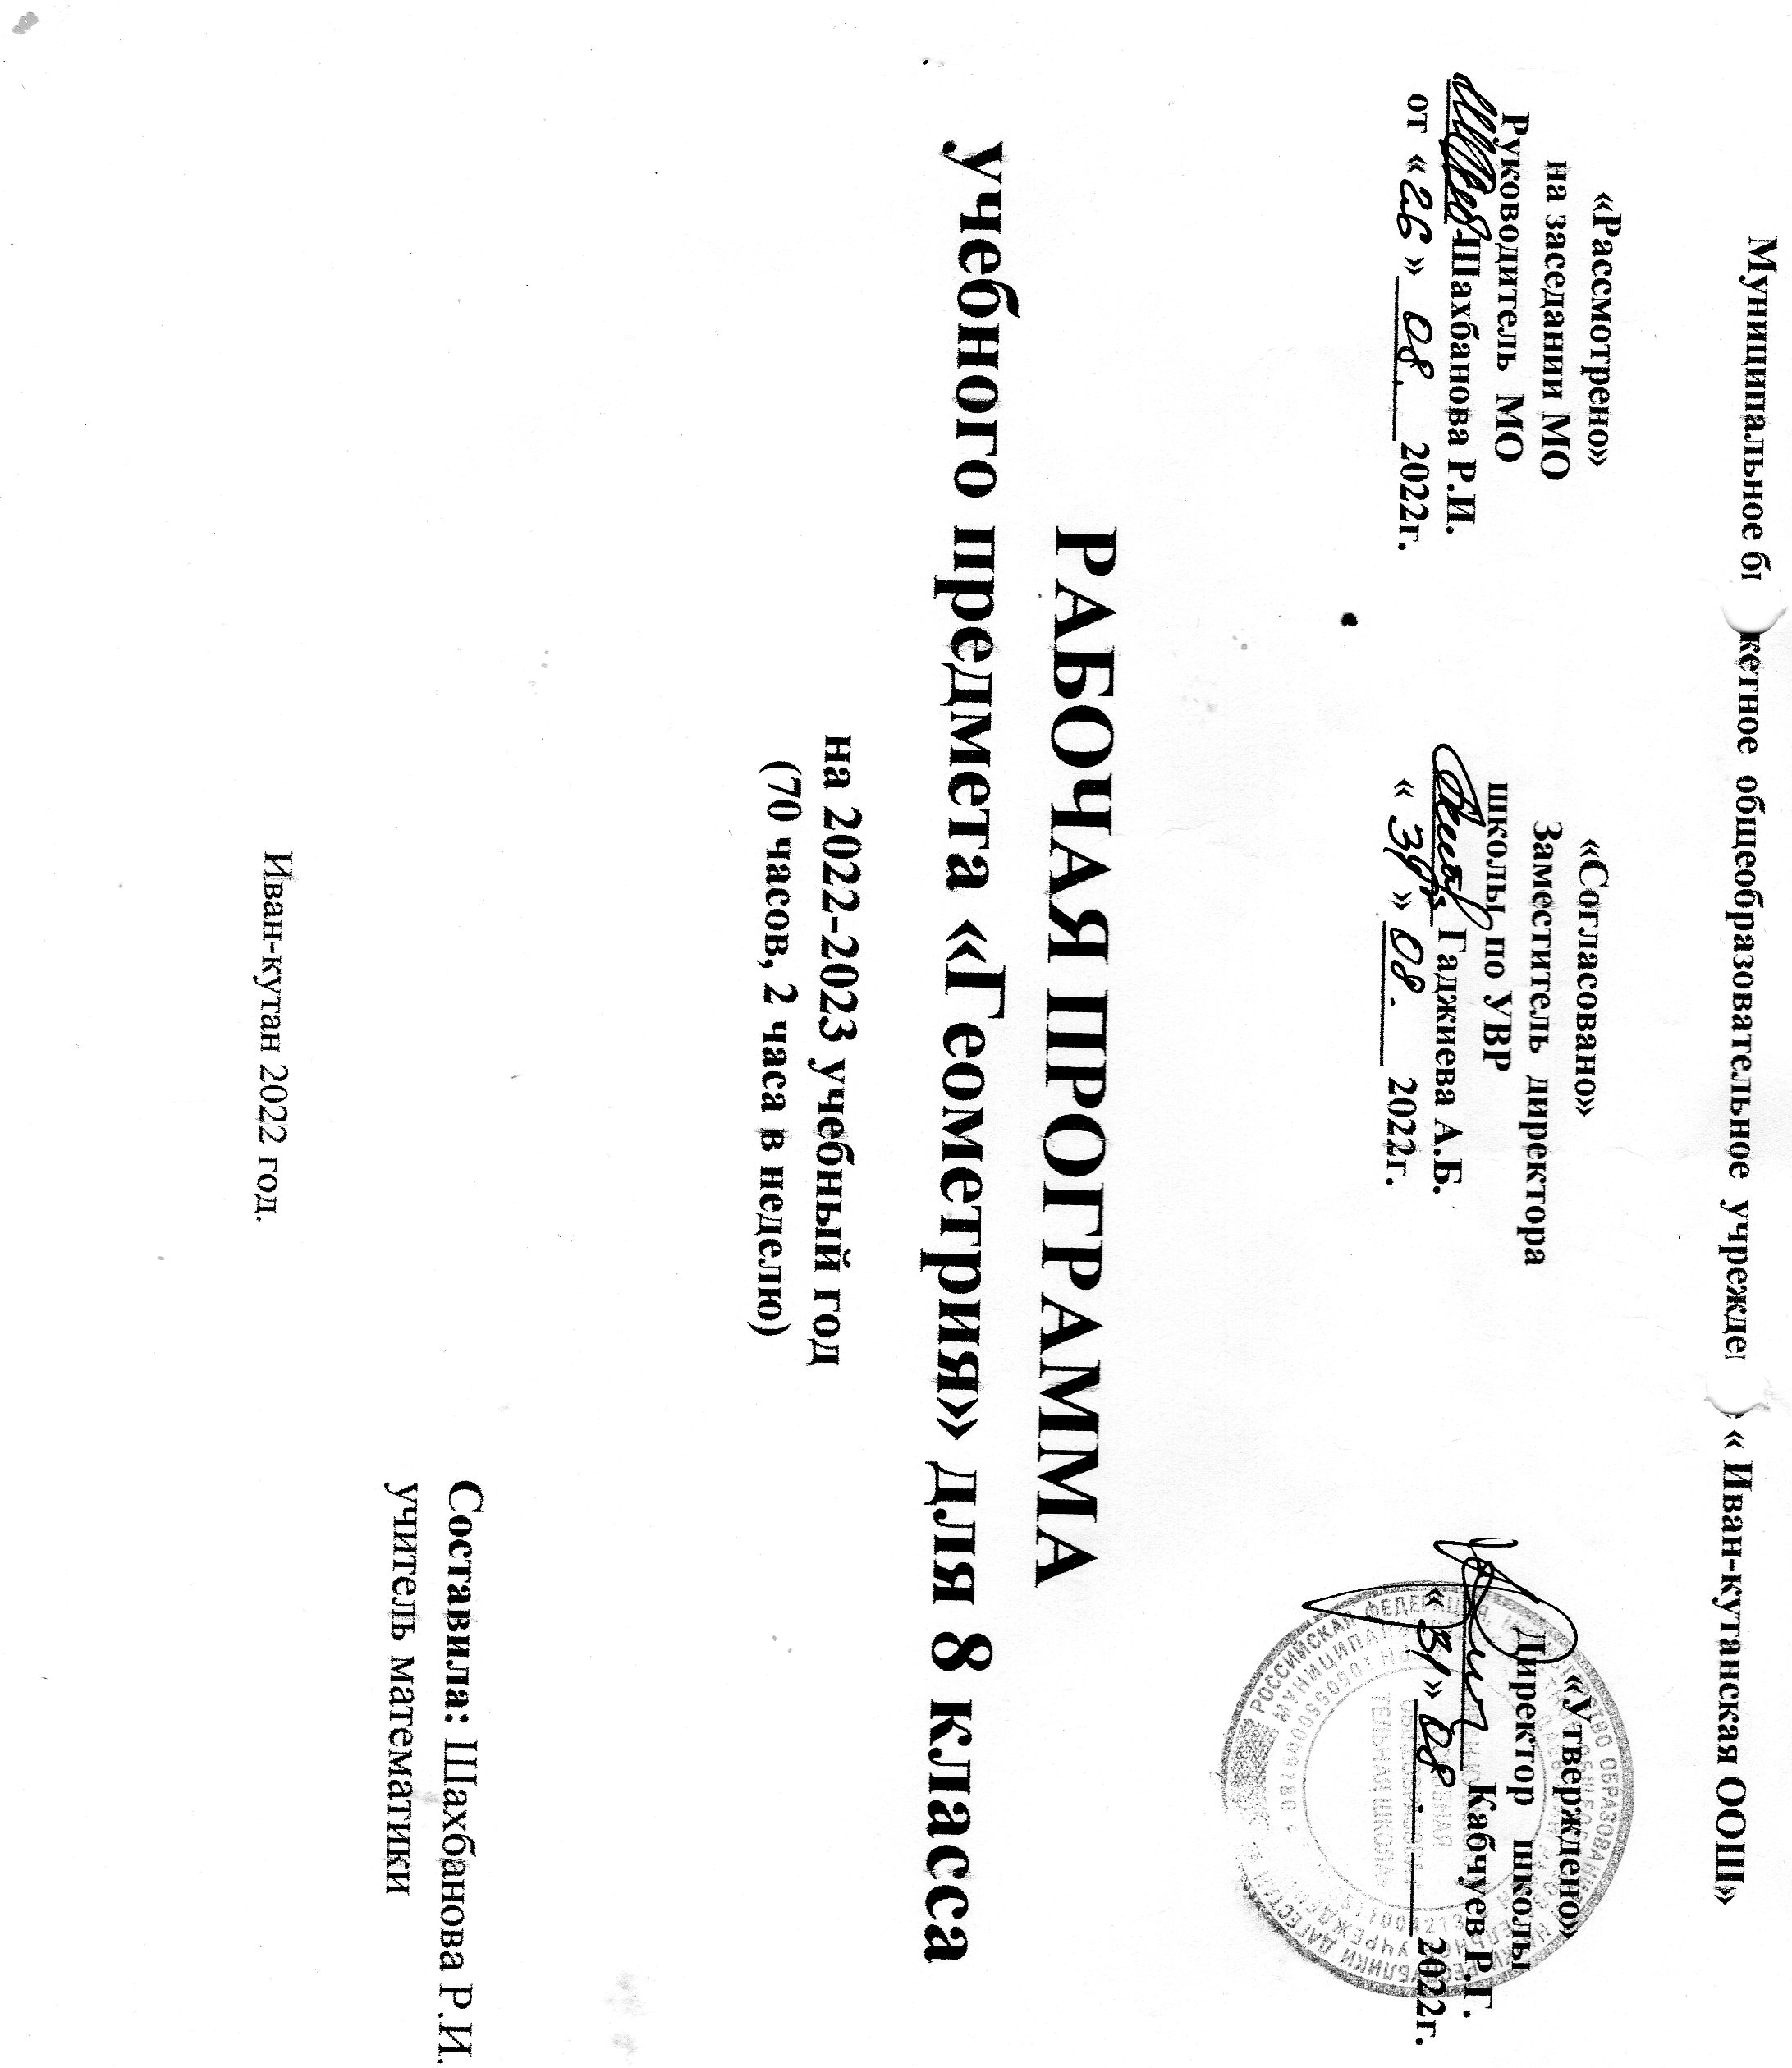 Муниципальное бюджетное общеобразовательное учреждение « Иван-кутанская ООШ»
«Рассмотрено»
на заседании МО
Руководитель МО
Шахбанова Р.И.
от «26» 08. 2022г.
«Согласовано»
Заместитель директора
школы по УВР
Гаджиева А.Б.
« » 08. 2022г.
«Утверждено»
Директор школы
Кабчуев Р.Г.
«31» 08 2022г.
РАБОЧАЯ ПРОГРАММА
учебного предмета «Геометрия» для 8 класса
на 2022-2023 учебный год
(70 часов, 2 часа в неделю)
Составила: Шахбанова Р.И.
учитель математики
Иван-кутан 2022 год.